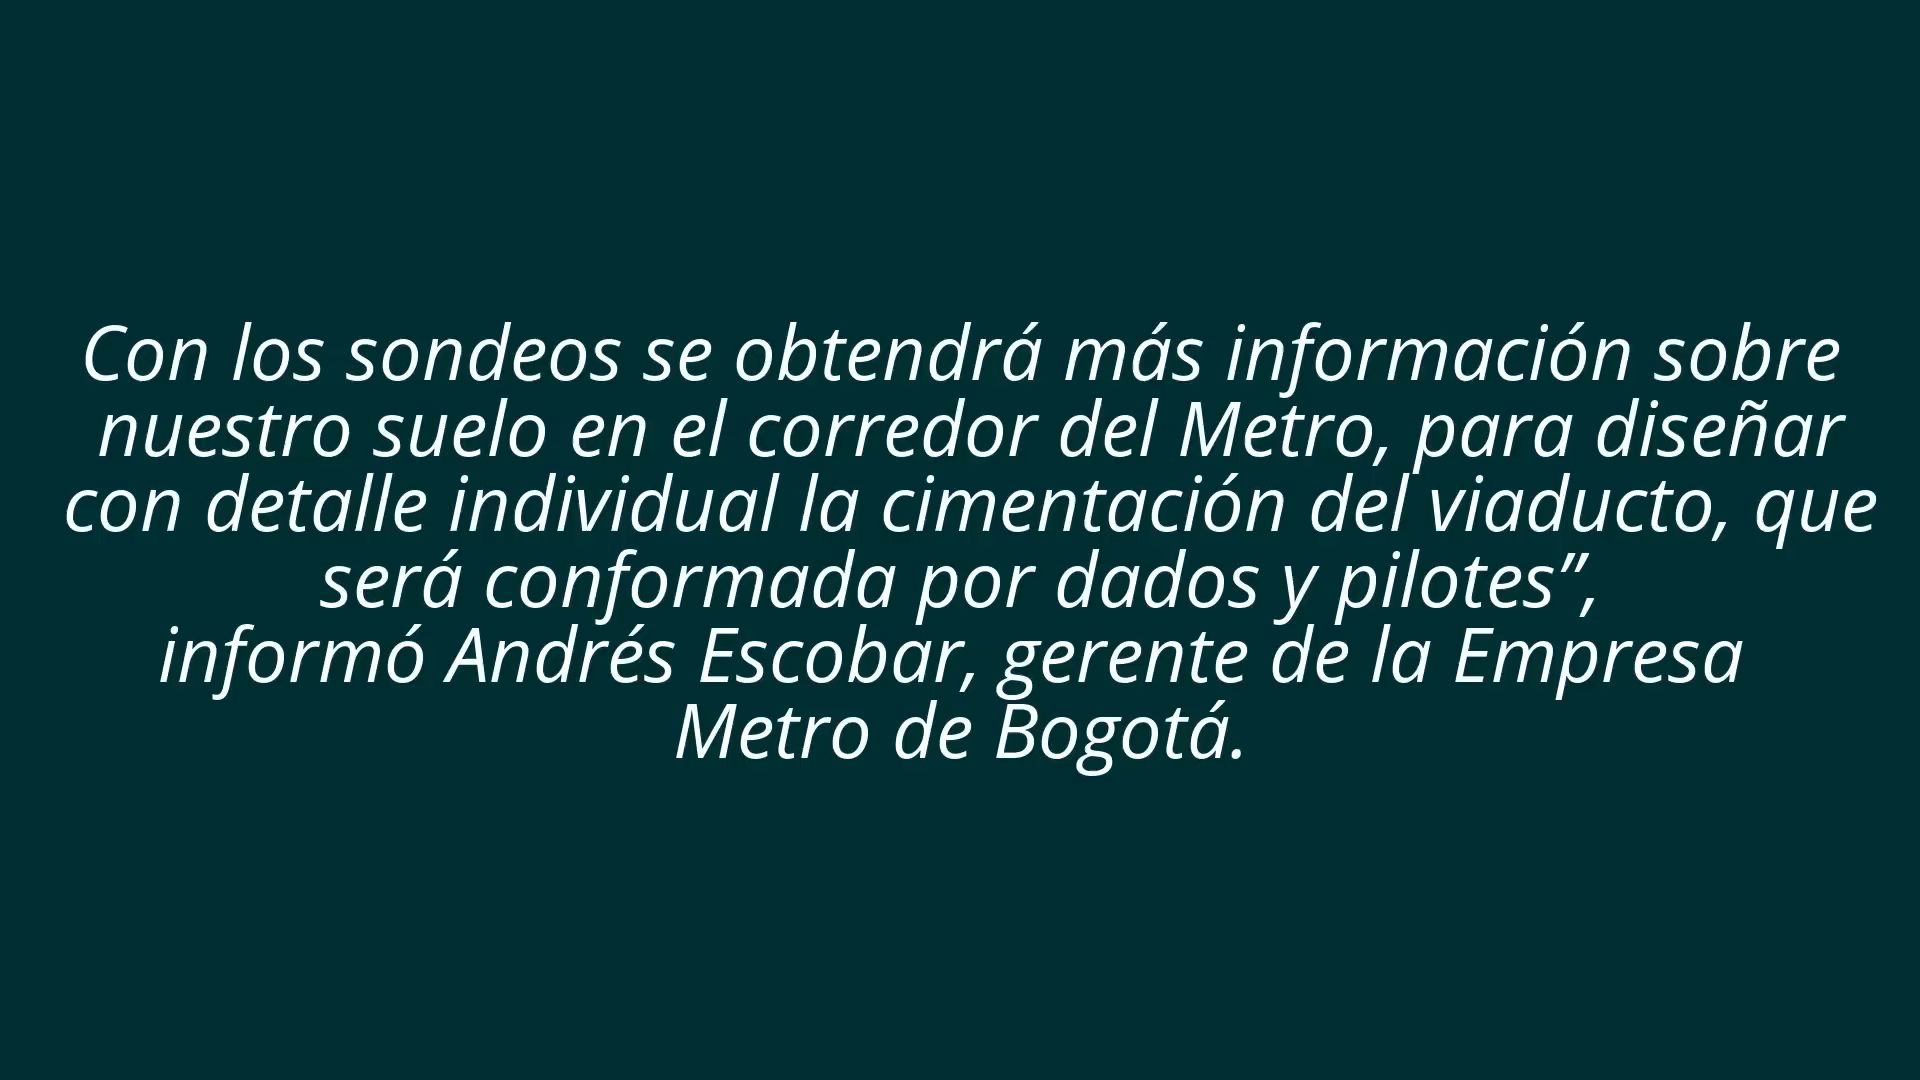 Con los sondeos se obtendrá más información sobre
nuestro suelo en el corredor del Metro, para diseñar
con detalle individual la cimentación del viaducto, que
será conformada por dados y pilotes”,
informó Andrés Escobar, gerente de la Empresa
Metro de Bogotá.